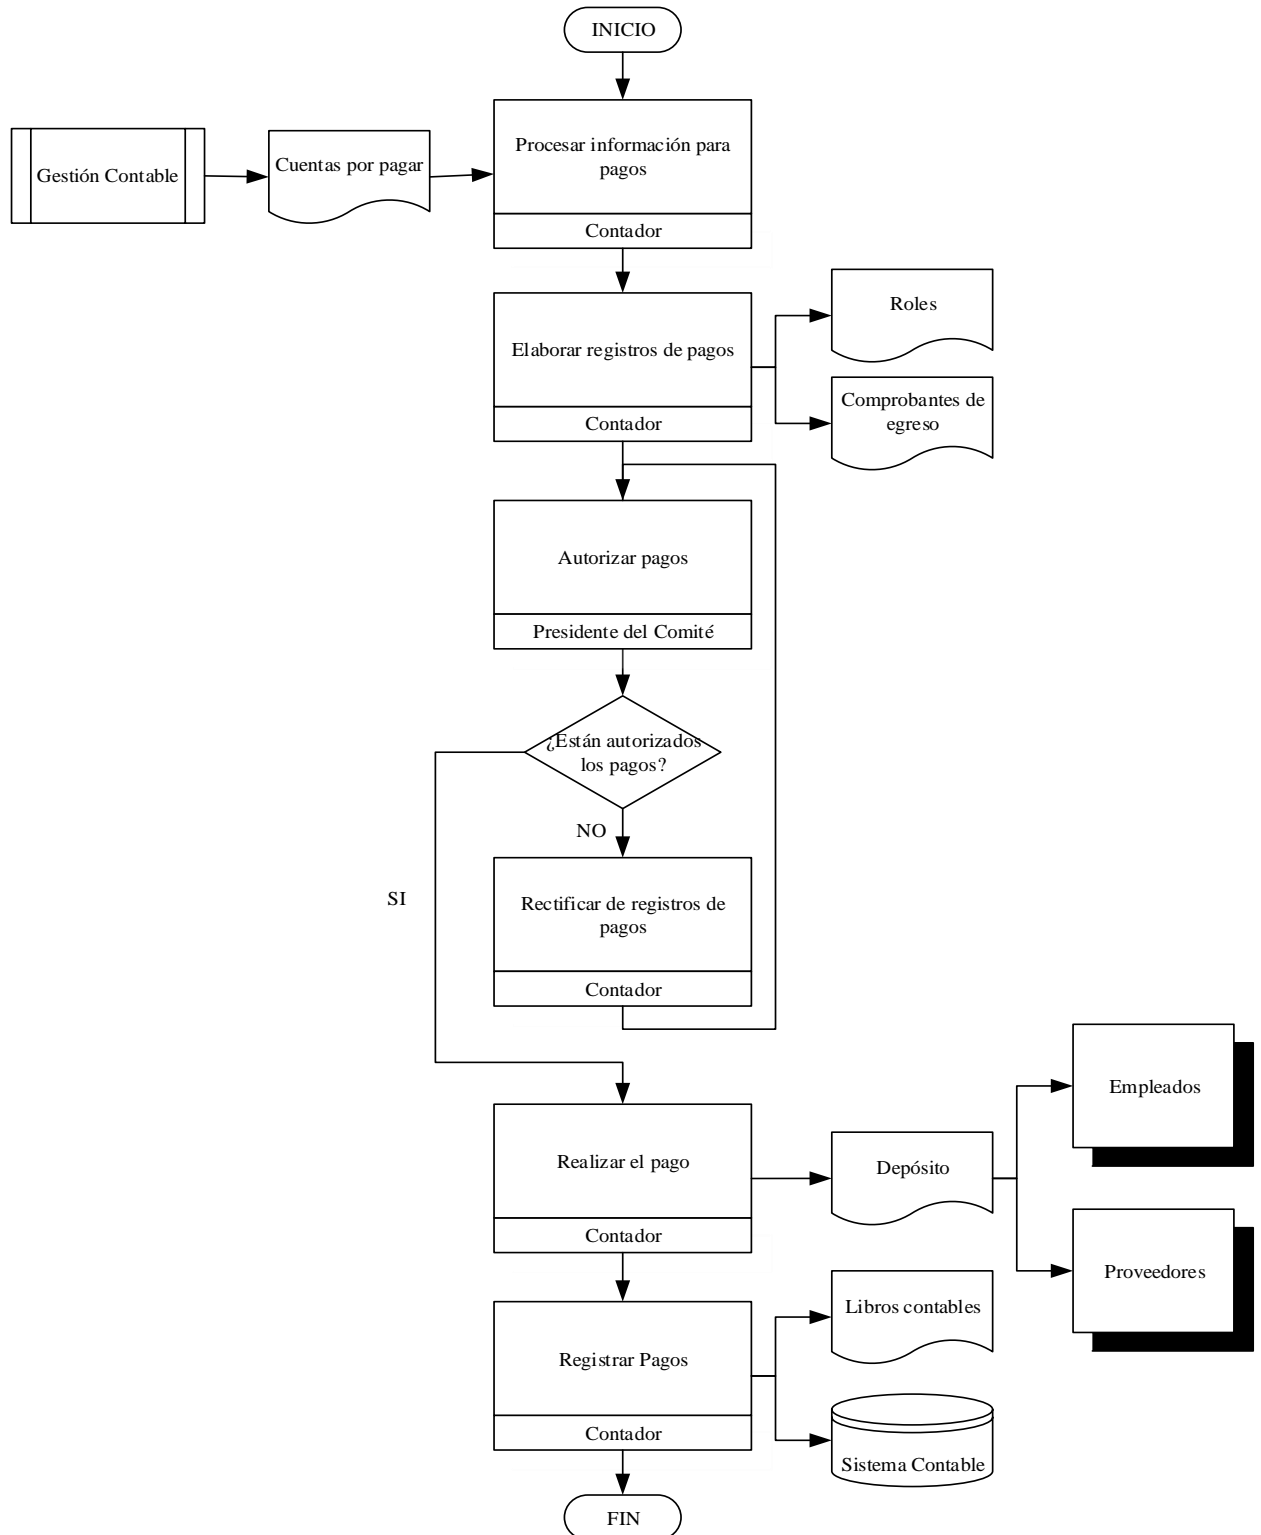 INICIO
Procesar información para
pagos
Contador
Gestión Contable
Cuentas por pagar
Elaborar registros de pagos
Contador
Roles
Comprobantes de
egreso
Autorizar pagos
Presidente del Comité
¿Están autorizados
los pagos?
NO
SI
Rectificar de registros de
pagos
Contador
Realizar el pago
Contador
Depósito
Empleados
Proveedores
Registrar Pagos
Contador
Libros contables
Sistema Contable
FIN